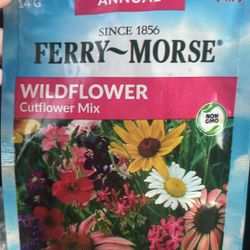 14 G
ANNUAL
SINCE 1856
FERRY~MORSE®
WILDFLOWER
Cutflower Mix
NON
GMO